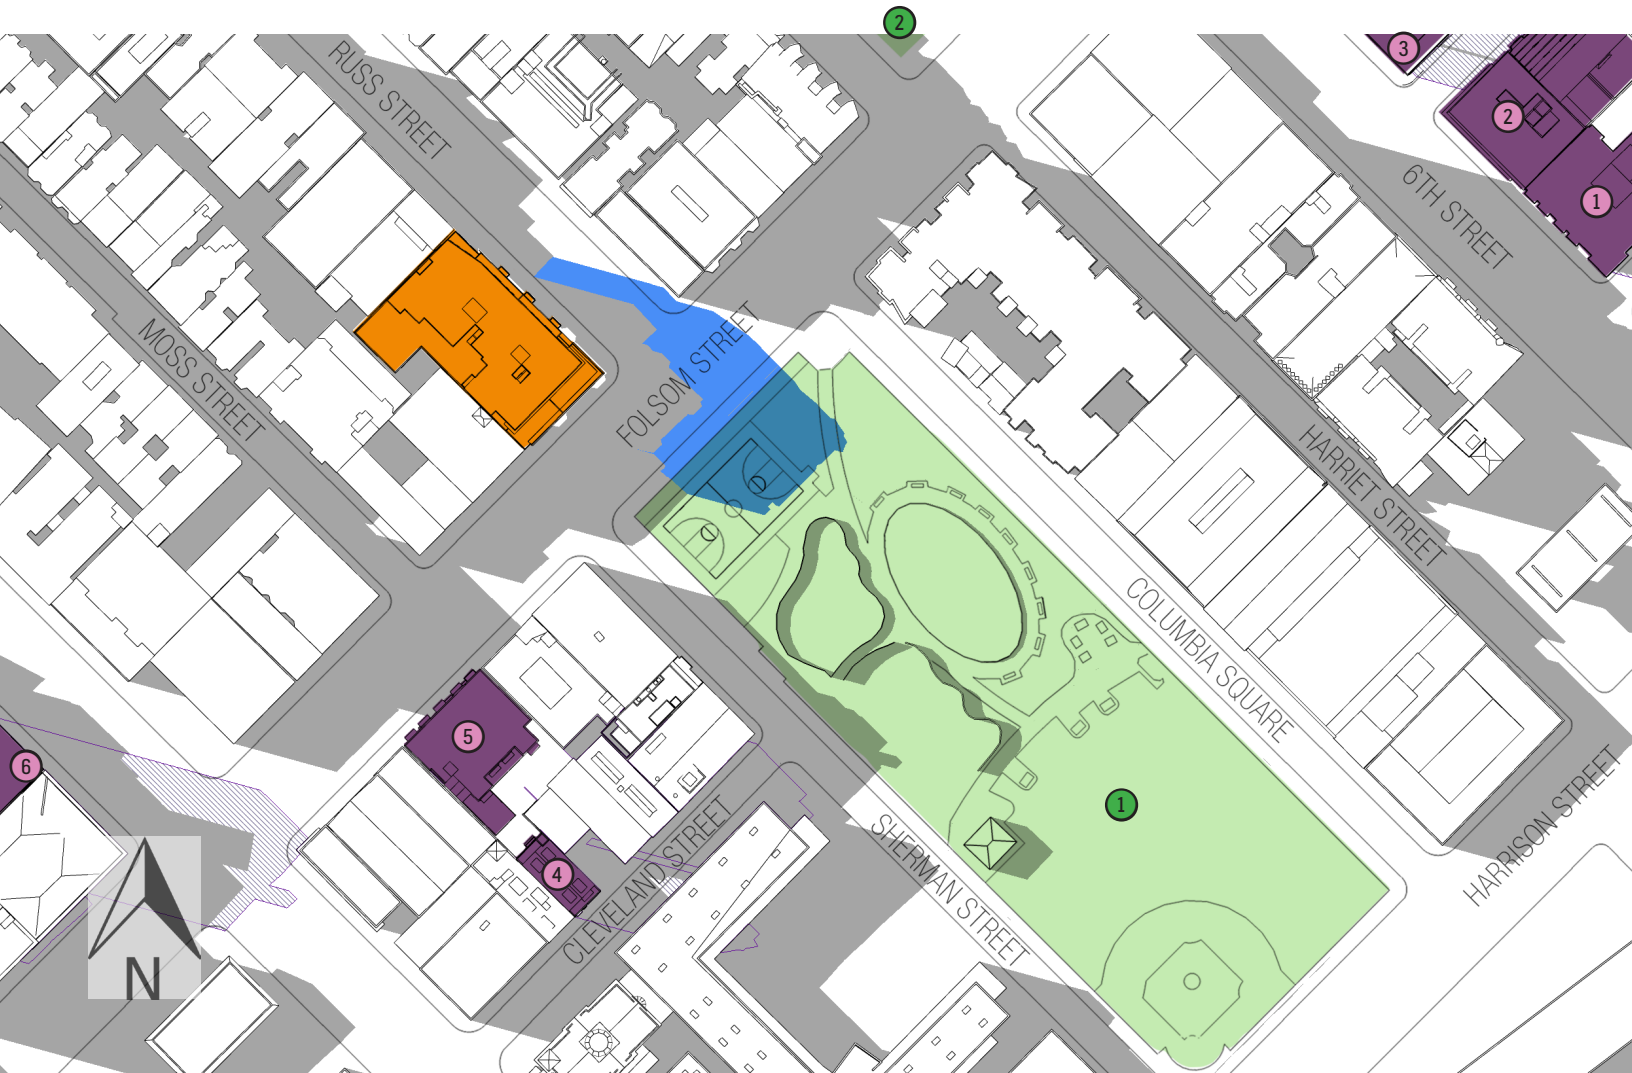 2
RUSS STREET
3
2
6TH STREET
1
MOSS STREET
FOLSOM STREET
HARRIET STREET
COLUMBIA SQUARE
5
6
1
HARRISON STREET
SHERMAN STREET
4
CLEVELAND STREET
N